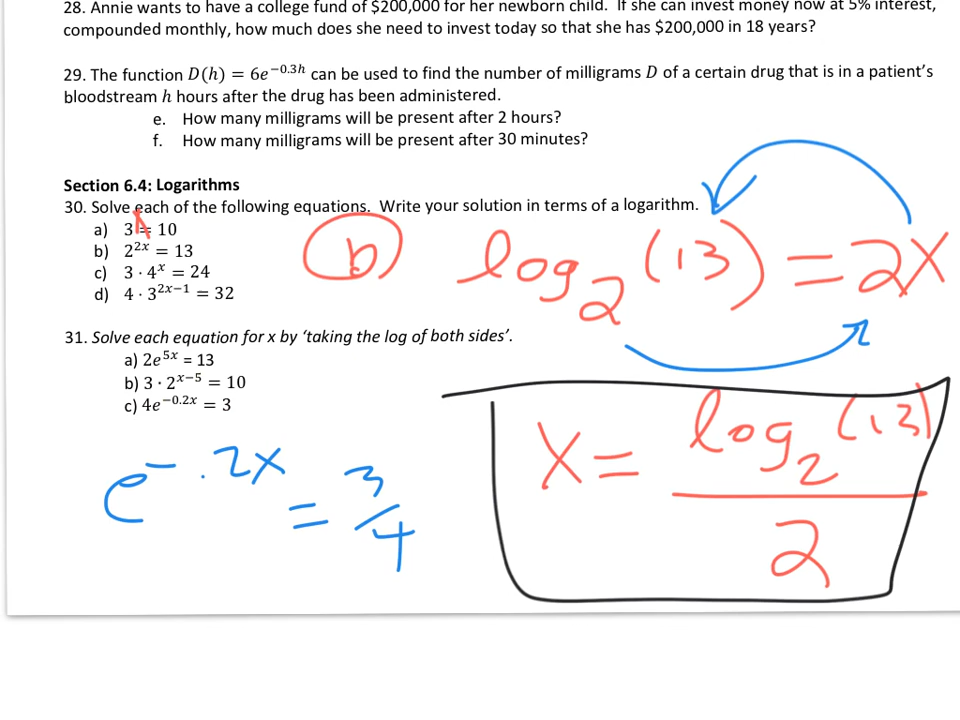 28. Annie wants to have a college fund of $200,000 for her newborn child. If she can invest money now at 5% interest,
compounded monthly, how much does she need to invest today so that she has $200,000 in 18 years?
29. The function D(h) = 6e^−0.3h can be used to find the number of milligrams D of a certain drug that is in a patient’s
bloodstream h hours after the drug has been administered.
e. How many milligrams will be present after 2 hours?
f. How many milligrams will be present after 30 minutes?
Section 6.4: Logarithms
30. Solve each of the following equations. Write your solution in terms of a logarithm.
a) 3 = 10
b) 2^2x = 13
c) 3 · 4^x = 24
d) 4 · 3^2x−1 = 32
b) log₂(13) = 2x
31. Solve each equation for x by ‘taking the log of both sides’.
a) 2e^5x = 13
b) 3 · 2^x−5 = 10
c) 4e^−0.2x = 3
e^−.2x = 3/4
x = log₂(13)
2